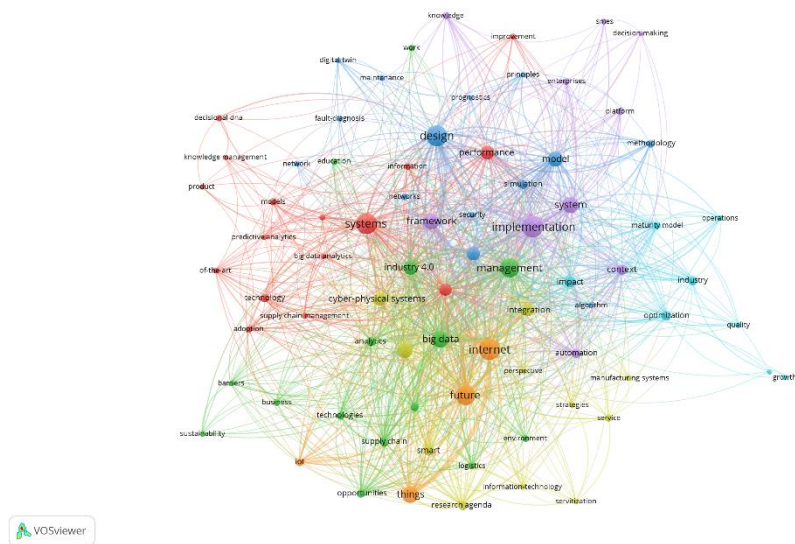 knowledge
smes
decision-making
improvement
work
digital twin
principles
maintenance
enterprises
prognostics
platform
decisional dna
fault-diagnosis
design
methodology
performance
knowledge management
education
information
model
network
simulation
product
networks
models
system
operations
systems
framework
security
implementation
maturity model
predictive analytics
big data analytics
industry 4.0
management
context
of-the-art
impact
industry
technology
cyber-physical systems
algorithm
supply chain management
integration
optimization
adoption
quality
analytics
big data
internet
automation
perspective
manufacturing systems
growth
barriers
business
future
strategies
technologies
service
sustainability
supply chain
environment
smart
iot
logistics
opportunities
things
information-technology
research agenda
servitization
VOSviewer